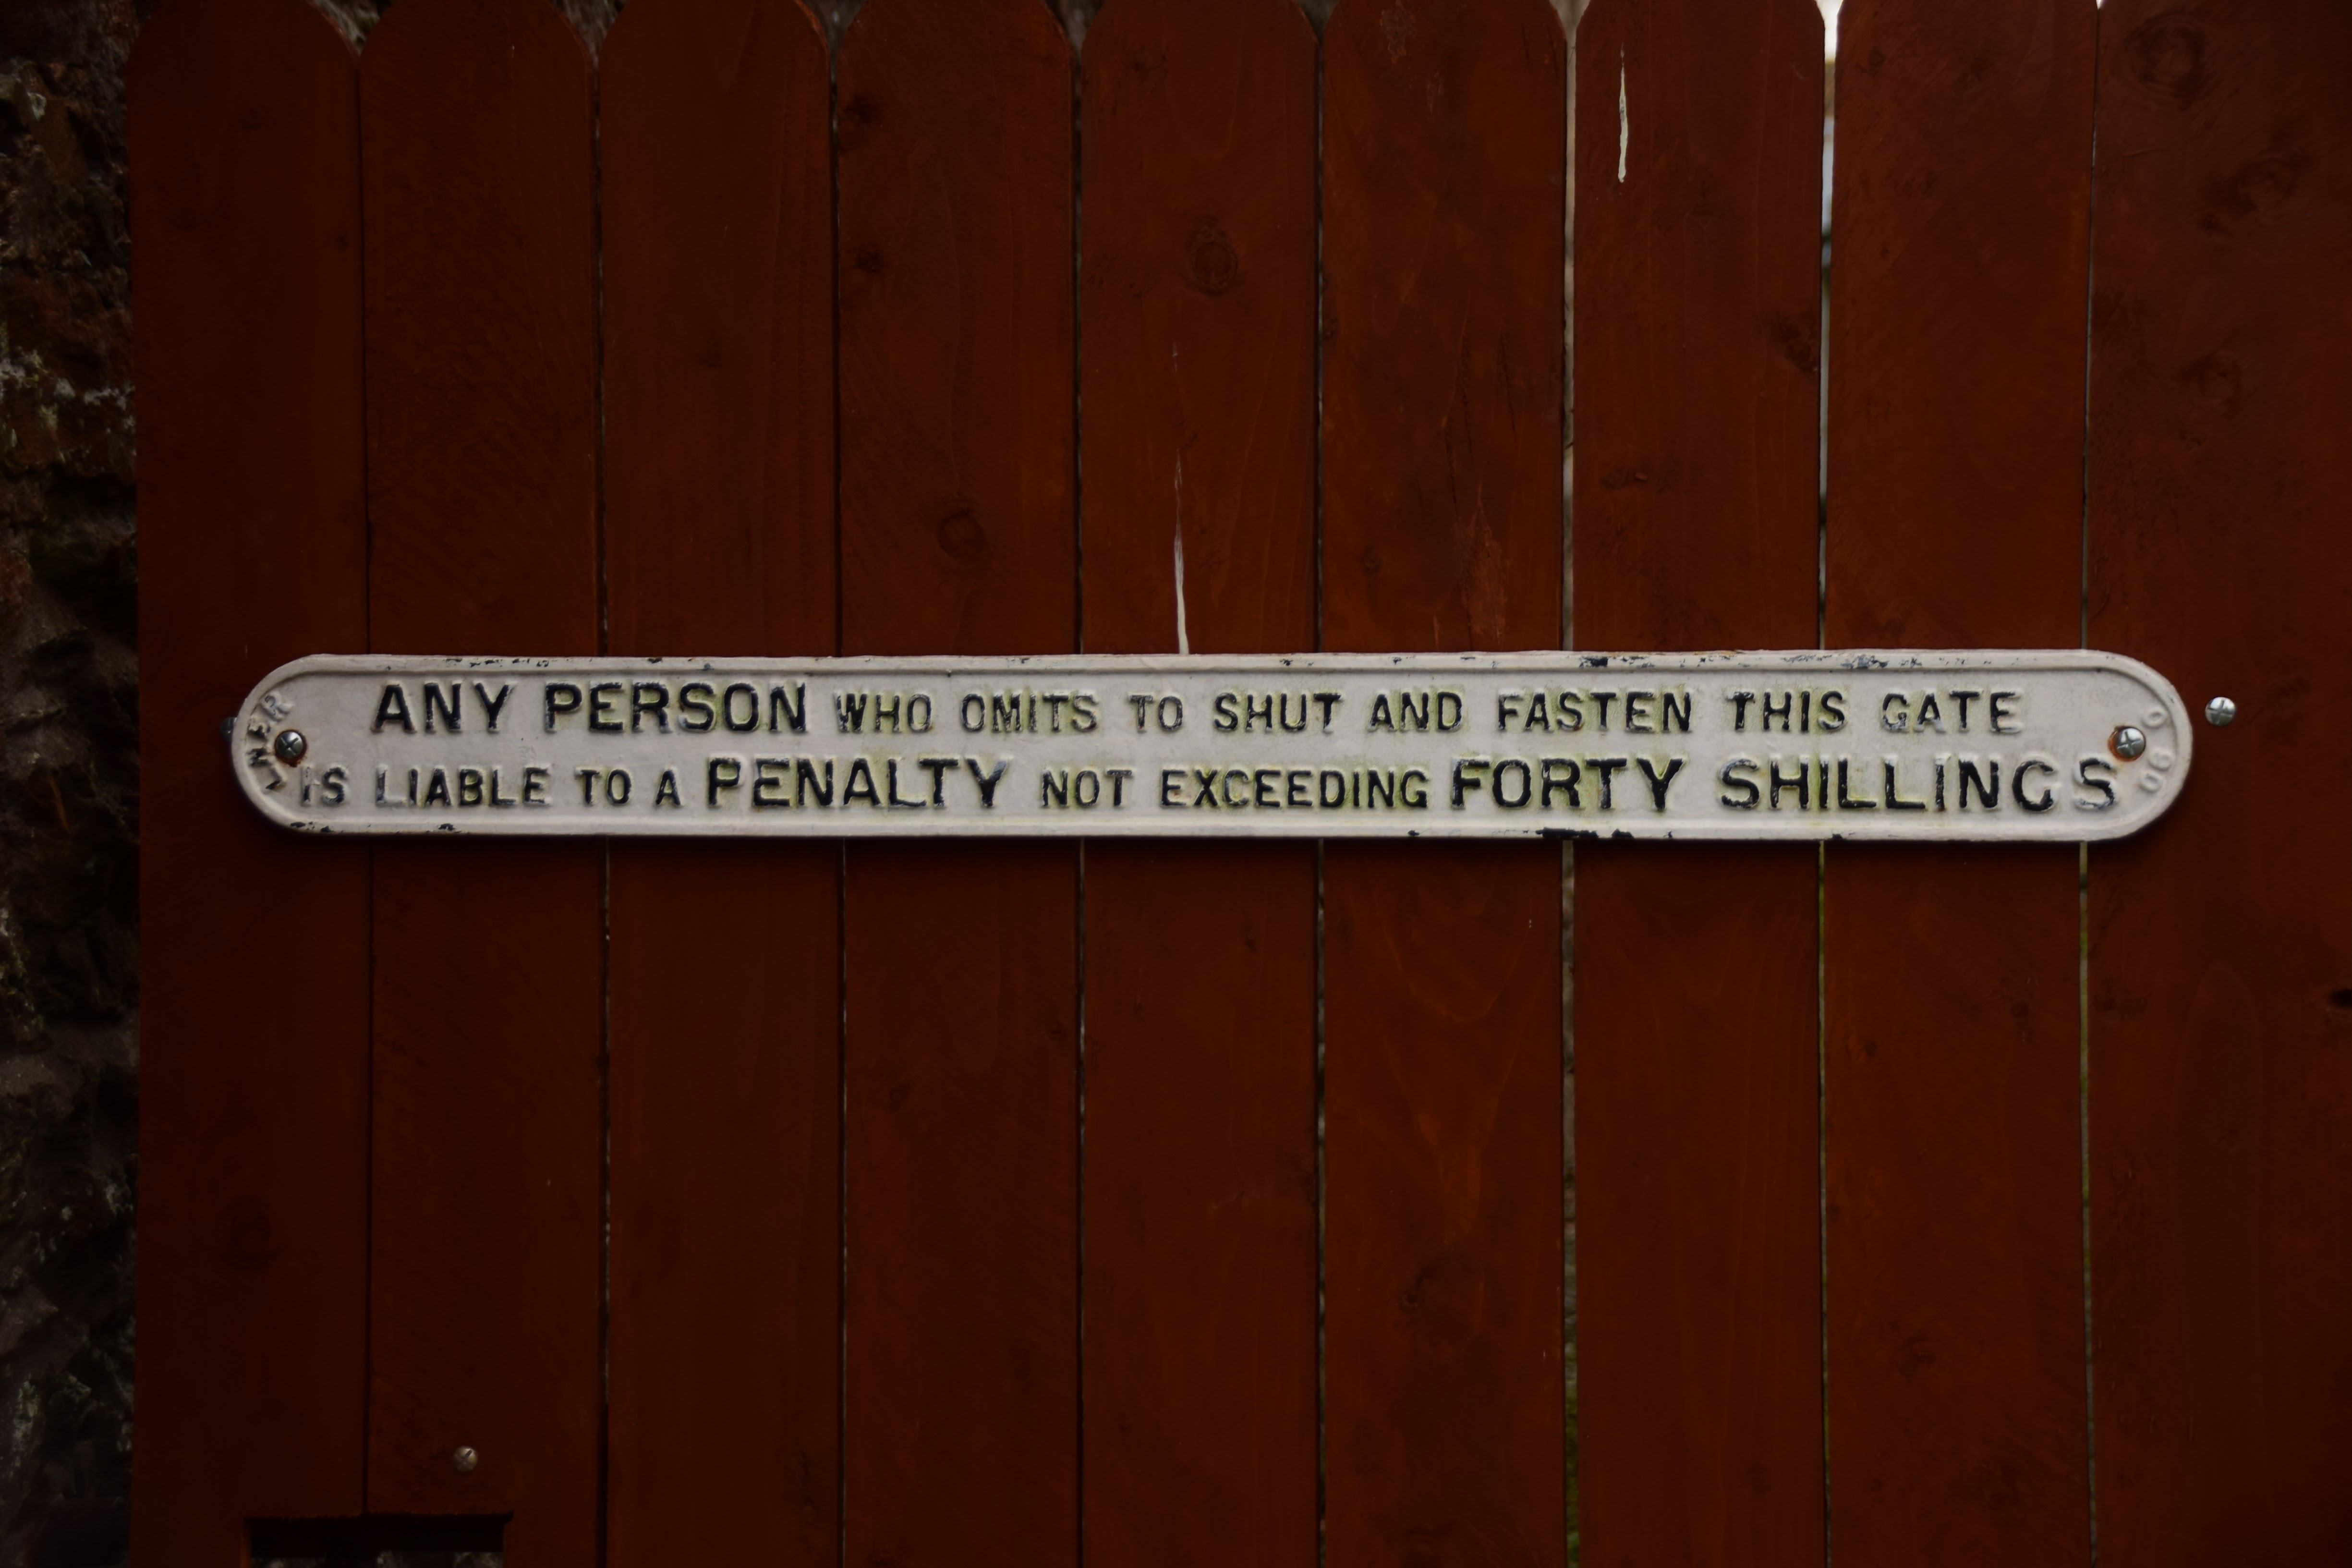 ANY PERSON WHO OMITS TO SHUT AND FASTEN THIS GATE
IS LIABLE TO A PENALTY NOT EXCEEDING FORTY SHILLINGS